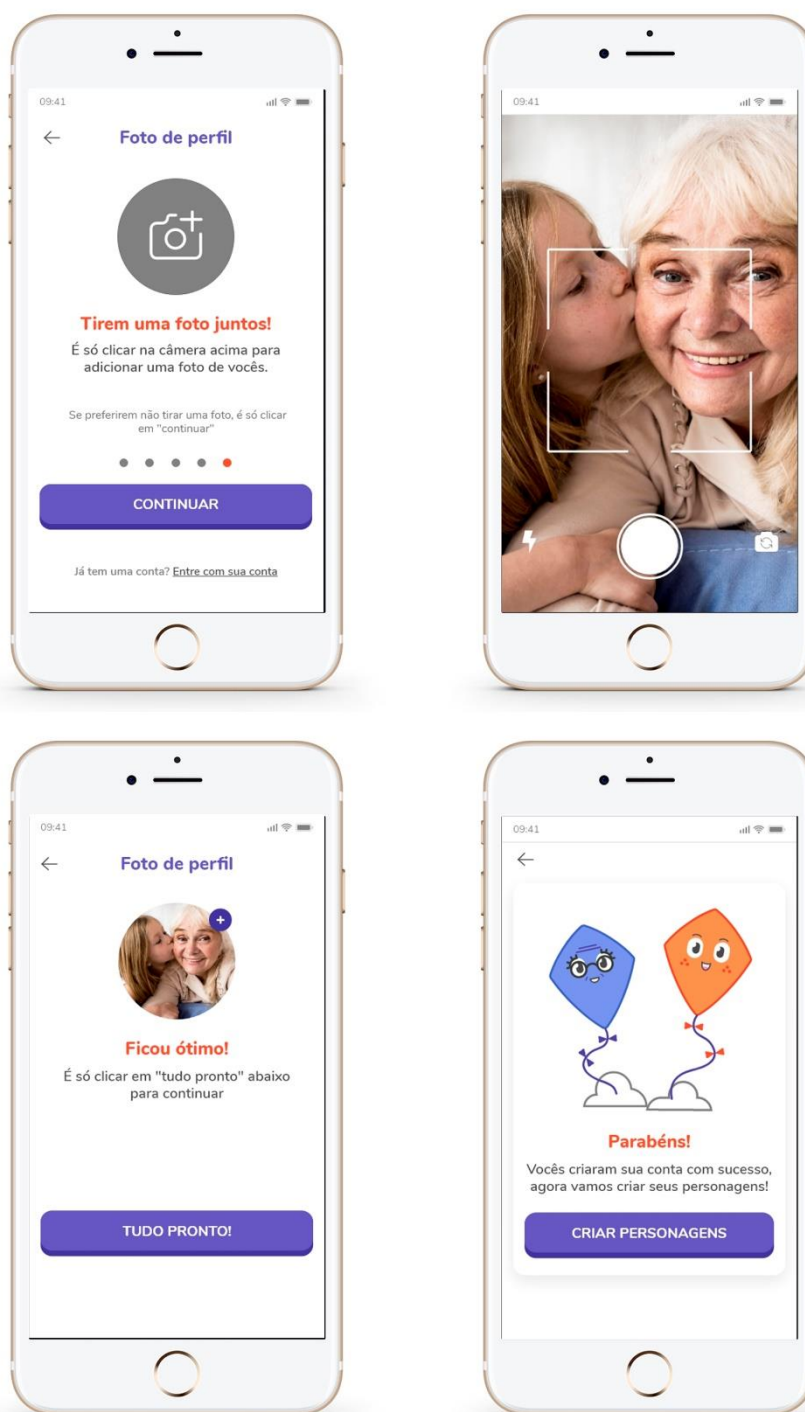 09:41
Foto de perfil
Tirem uma foto juntos!
É só clicar na câmera acima para
adicionar uma foto de vocês.
Se preferirem não tirar uma foto, é só clicar
em "continuar"
CONTINUAR
Já tem uma conta? Entre com sua conta
09:41
09:41
Foto de perfil
Ficou ótimo!
É só clicar em "tudo pronto" abaixo
para continuar
TUDO PRONTO!
09:41
Parabéns!
Vocês criaram sua conta com sucesso,
agora vamos criar seus personagens!
CRIAR PERSONAGENS